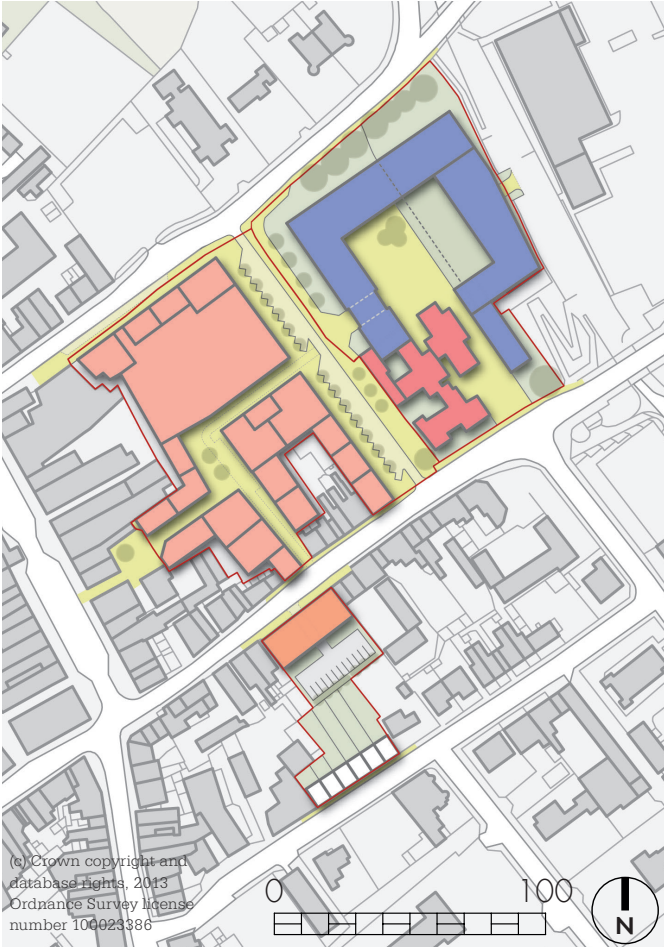 (c) Crown copyright and
database rights, 2013
Ordnance Survey license
number 100023386
0 100
N